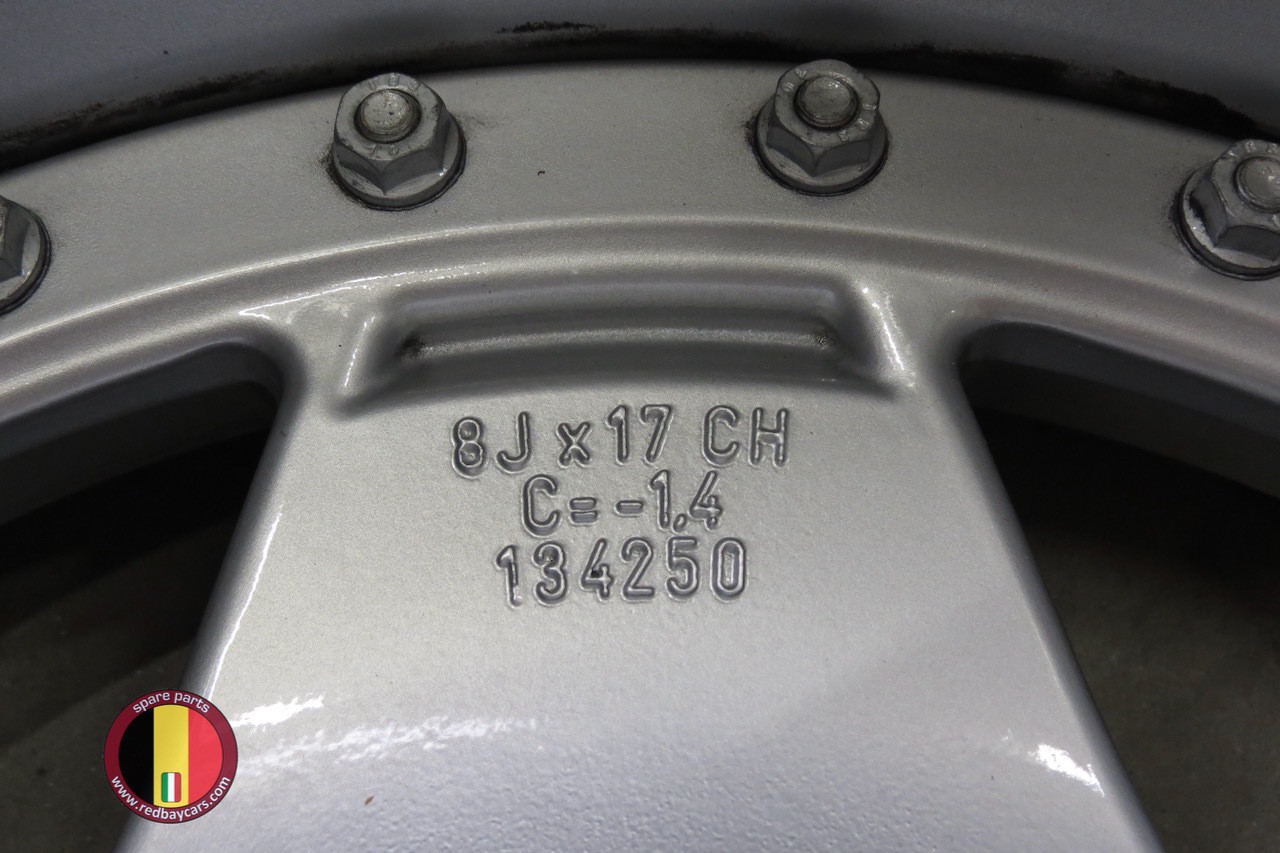 8J x 17 CH
C= -1,4
134250
spare parts
www.redbaycars.com